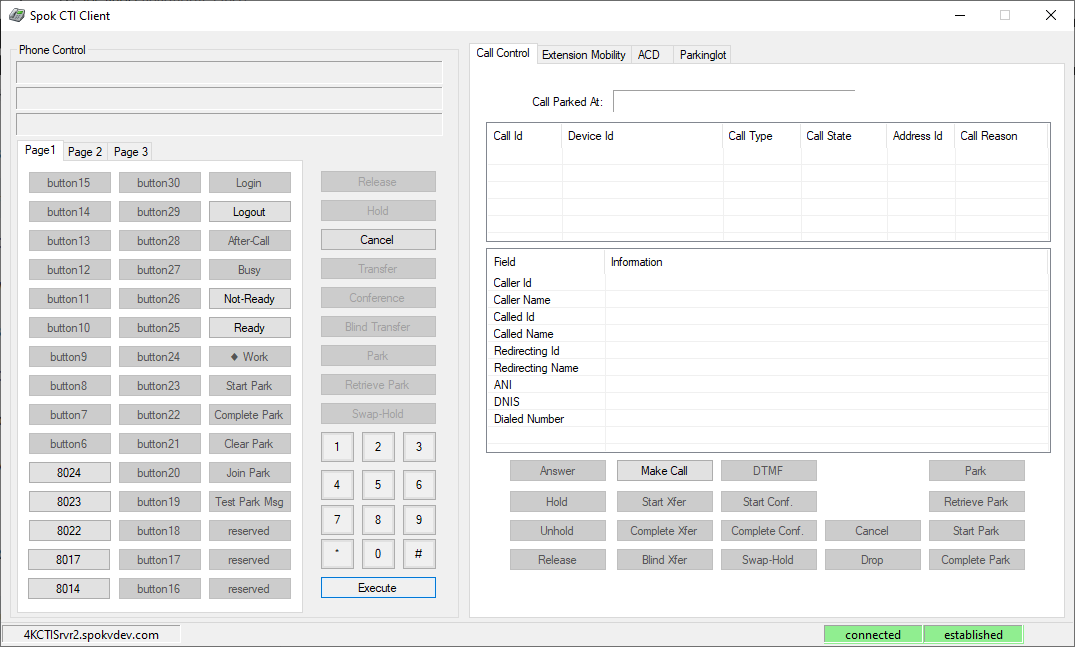 Spok CTI Client
Phone Control
Page1 Page 2 Page 3
button15 button30 Login
button14 button29 Logout
button13 button28 After-Call
button12 button27 Busy
button11 button26 Not-Ready
button10 button25 Ready
button9 button24 ♦ Work
button8 button23 Start Park
button7 button22 Complete Park
button6 button21 Clear Park
8024 button20 Join Park
8023 button19 Test Park Msg
8022 button18 reserved
8017 button17 reserved
8014 button16 reserved
Release
Hold
Cancel
Transfer
Conference
Blind Transfer
Park
Retrieve Park
Swap-Hold
1 2 3
4 5 6
7 8 9
* 0 #
Execute
Call Control Extension Mobility ACD Parkinglot
Call Parked At:
Call Id Device Id Call Type Call State Address Id Call Reason
Field Information
Caller Id
Caller Name
Called Id
Called Name
Redirecting Id
Redirecting Name
ANI
DNIS
Dialed Number
Answer Make Call DTMF Park
Hold Start Xfer Start Conf. Retrieve Park
Unhold Complete Xfer Complete Conf. Cancel Start Park
Release Blind Xfer Swap-Hold Drop Complete Park
4KCTISrvr2.spokvdev.com connected established